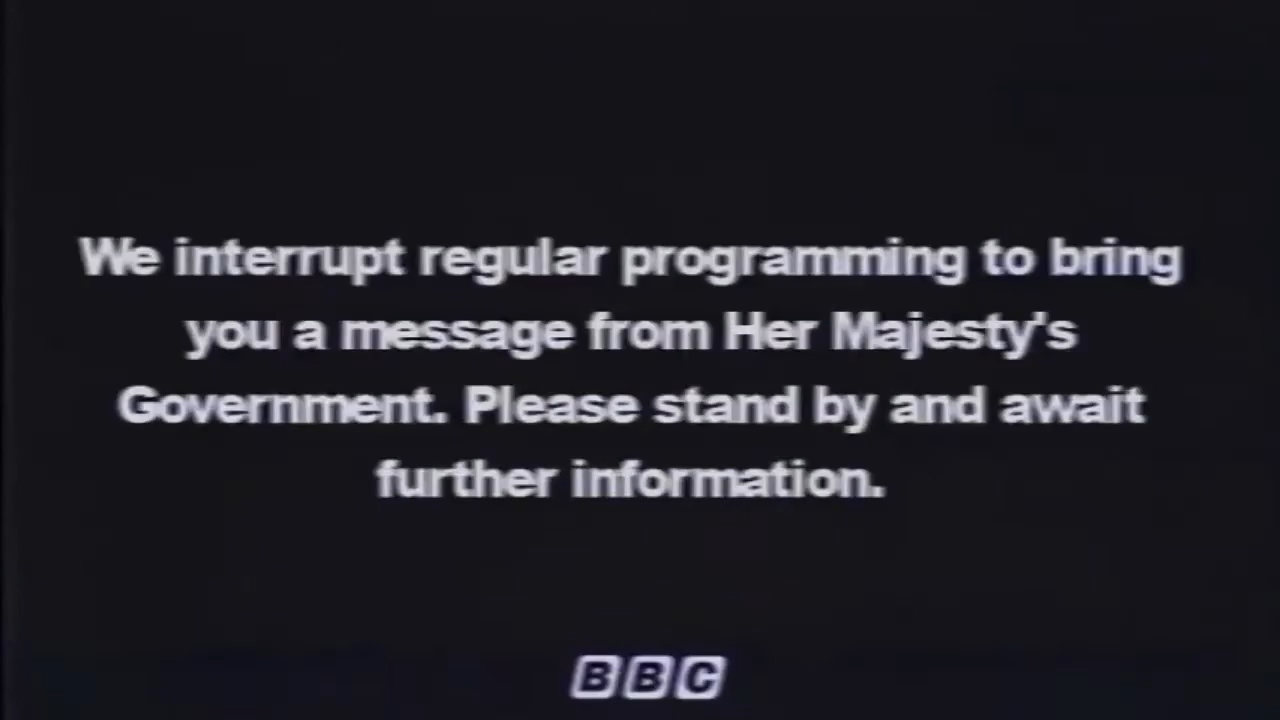 We interrupt regular programming to bring
you a message from Her Majesty's
Government. Please stand by and await
further information.
BBC